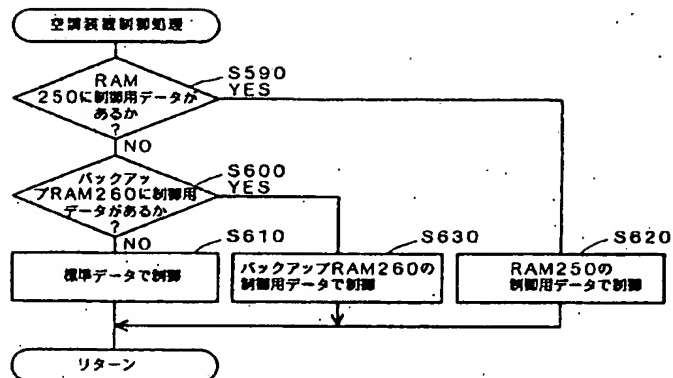 空調装置制御処理
S590
RAM
250に制御用データが
あるか
?
YES
NO
S600
バックアッ
プRAM260に制御用
データがあるか
?
YES
NO
S610
標準データで制御
S630
バックアップRAM260の
制御用データで制御
S620
RAM250の
制御用データで制御
リターン